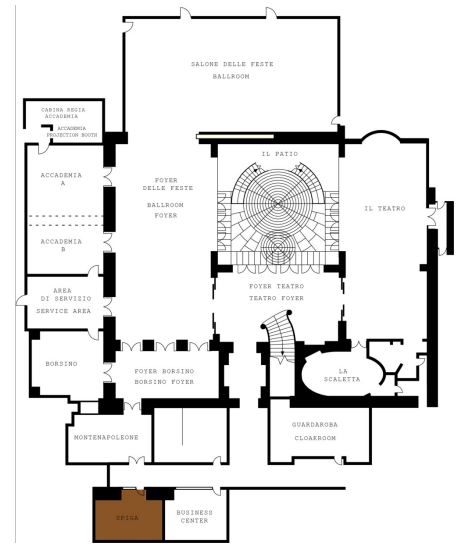 SALONE DELLE FESTE
BALLROOM
CABINA REGIA
ACCADEMIA
ACCADEMIA
PROJECTION BOOTH
IL PATIO
ACCADEMIA
A
FOYER
DELLE FESTE
BALLROOM
FOYER
IL TEATRO
ACCADEMIA
B
AREA
DI SERVIZIO
SERVICE AREA
FOYER TEATRO
TEATRO FOYER
BORSINO
FOYER BORSINO
BORSINO FOYER
LA
SCALETTA
MONTENAPOLEONE
GUARDAROBA
CLOAKROOM
SPIGA
BUSINESS
CENTER